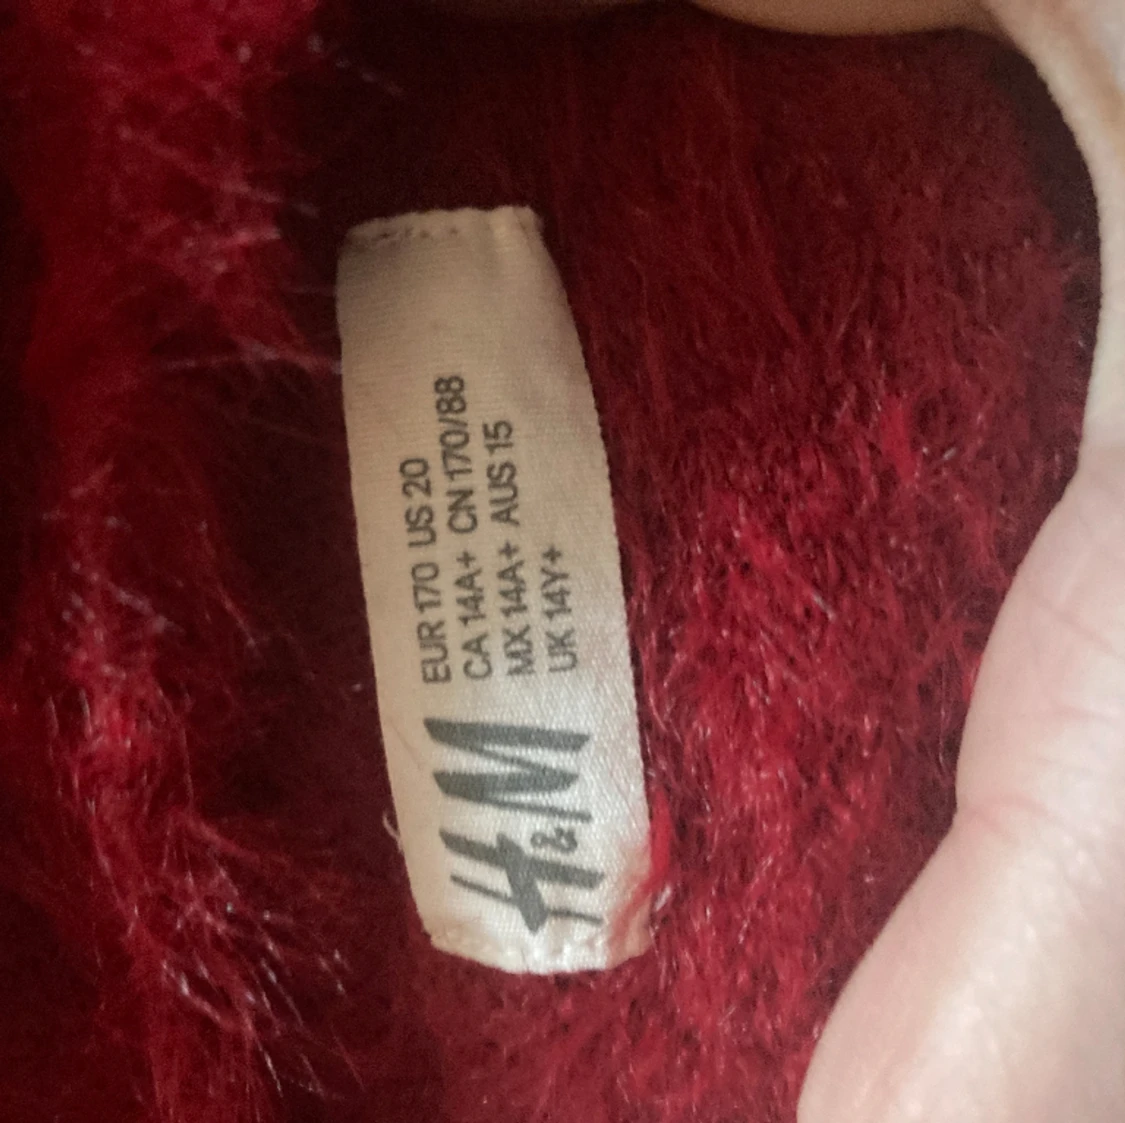 H&M
EUR 170 US 20
CA 14A+ CN 170/88
MX 14A+ AUS 15
UK 14Y+